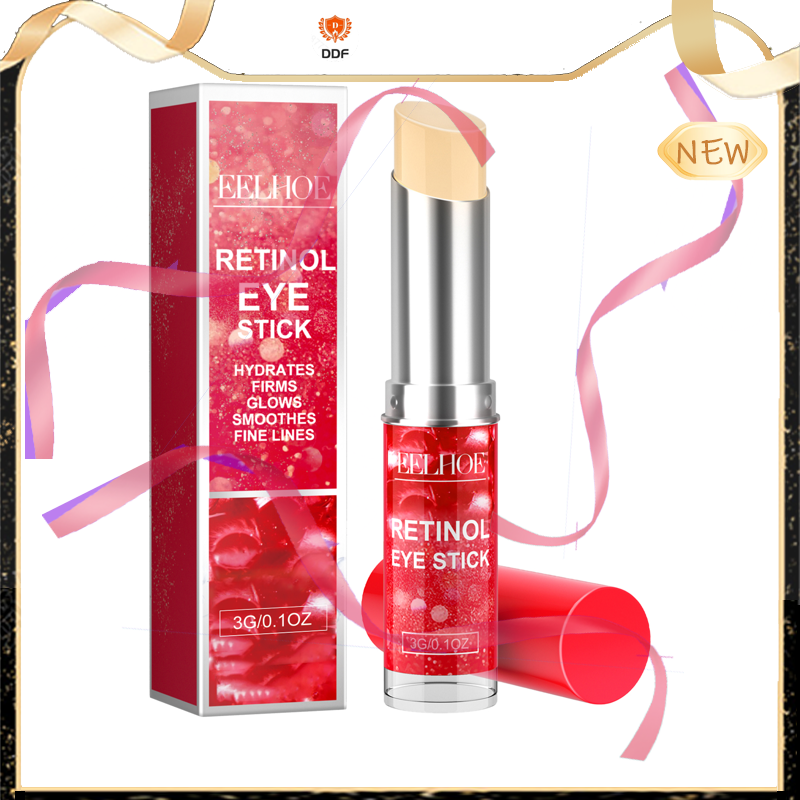 DDF
NEW
EELHOE
RETINOL
EYE
STICK
HYDRATES
FIRMS
GLOWS
SMOOTHES
FINE LINES
3G/0.1OZ
EELHOE
RETINOL
EYE STICK
3G/0.1OZ